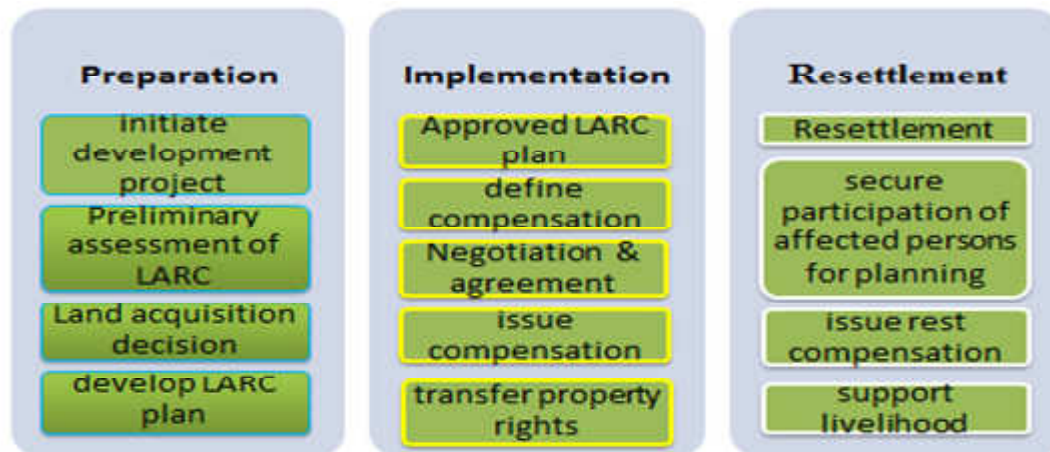 Preparation
initiate
development
project
Preliminary
assessment of
LARC
Land acquisition
decision
develop LARC
plan
Implementation
Approved LARC
plan
define
compensation
Negotiation &
agreement
issue
compensation
transfer property
rights
Resettlement
Resettlement
secure
participation of
affected persons
for planning
issue rest
compensation
support
livelihood